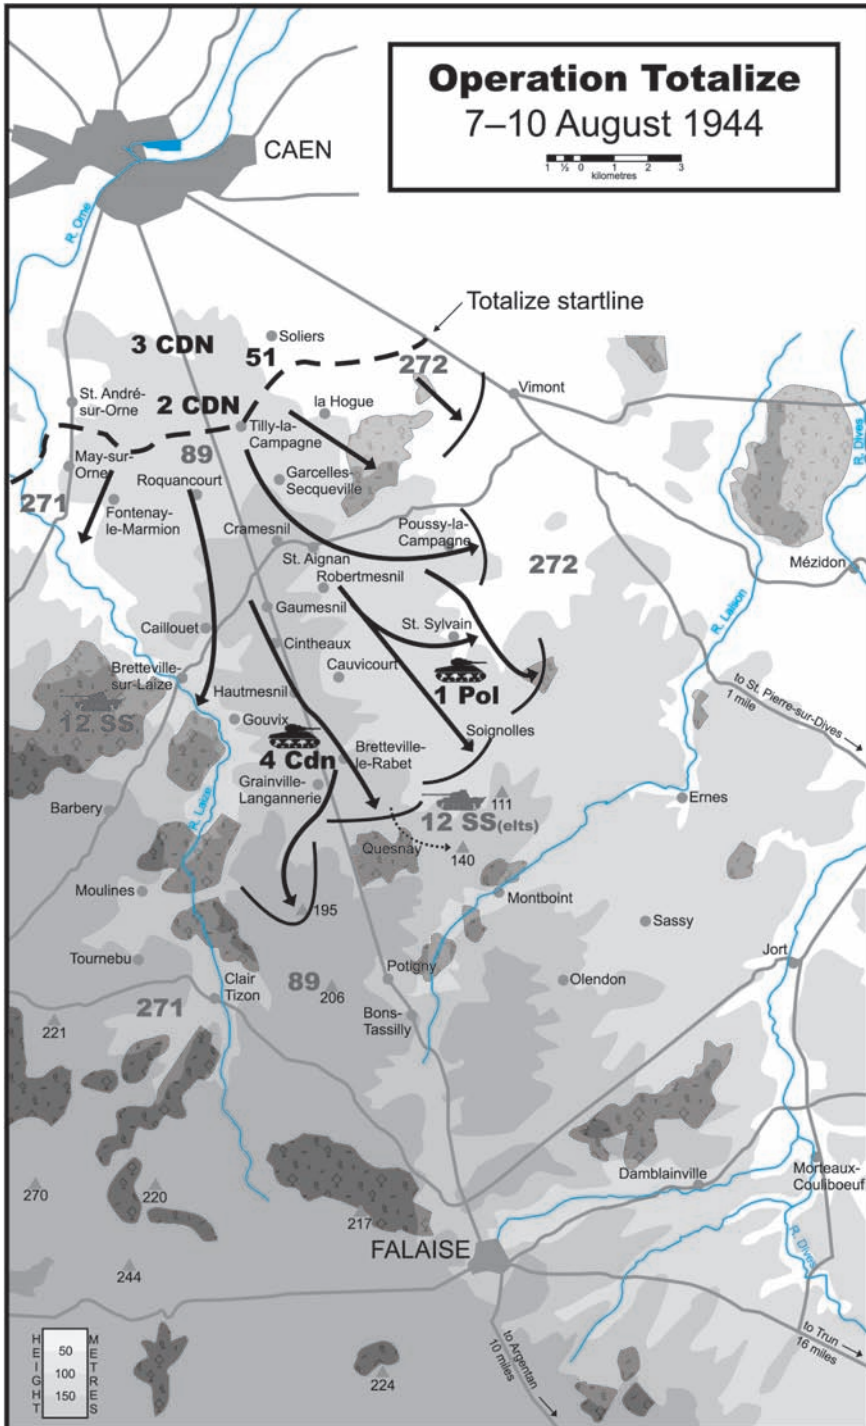 Operation Totalize
7–10 August 1944
1 ½ 0 1 2 3
kilometres
CAEN
R. Orne
Totalize startline
Soliers
3 CDN
51
272
Vimont
St. André-
sur-Orne
2 CDN
la Hogue
Tilly-la-
Campagne
R. Dives
May-sur-
Orne
89
Roquancourt
Garcelles-
Secqueville
271
Fontenay-
le-Marmion
Cramesnil
Poussy-la-
Campagne
St. Aignan
272
Mézidon
Robertmesnil
Gaumesnil
R. Laison
Caillouet
St. Sylvain
Cintheaux
Bretteville-
sur-Laize
Cauvicourt
to St. Pierre-sur-Dives
1 mile
Hautmesnil
1 Pol
12 SS
Gouvix
Soignolles
4 Cdn
Bretteville-
le-Rabet
Grainville-
Langannerie
Barbery
R. Laize
111
Ernes
12 SS (elts)
Quesnay
140
Moulines
Montboint
195
Sassy
Tournebu
Jort
Potigny
Olendon
Clair
Tizon
89
206
271
Bons-
Tassilly
221
Damblainville
Morteaux-
Couliboeuf
270
220
217
FALAISE
R. Dives
244
to Trun
16 miles
HEIGHT
50
100
150
METRES
to Argentan
10 miles
224